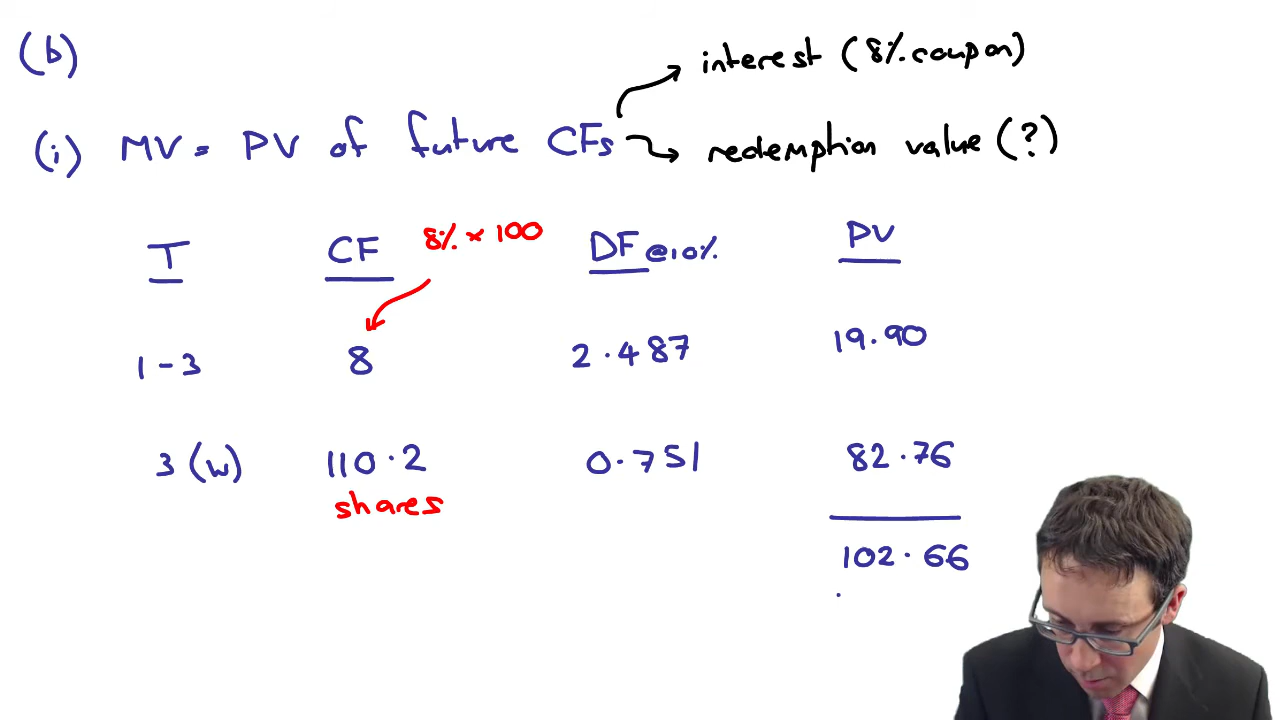 (b)
interest (8% coupon)
(i) MV = PV of future CFs
redemption value (?)
8% × 100
T CF DF @10% PV
1-3 8 2.487 19.90
3 (w) 110.2 0.751 82.76
shares
102.66